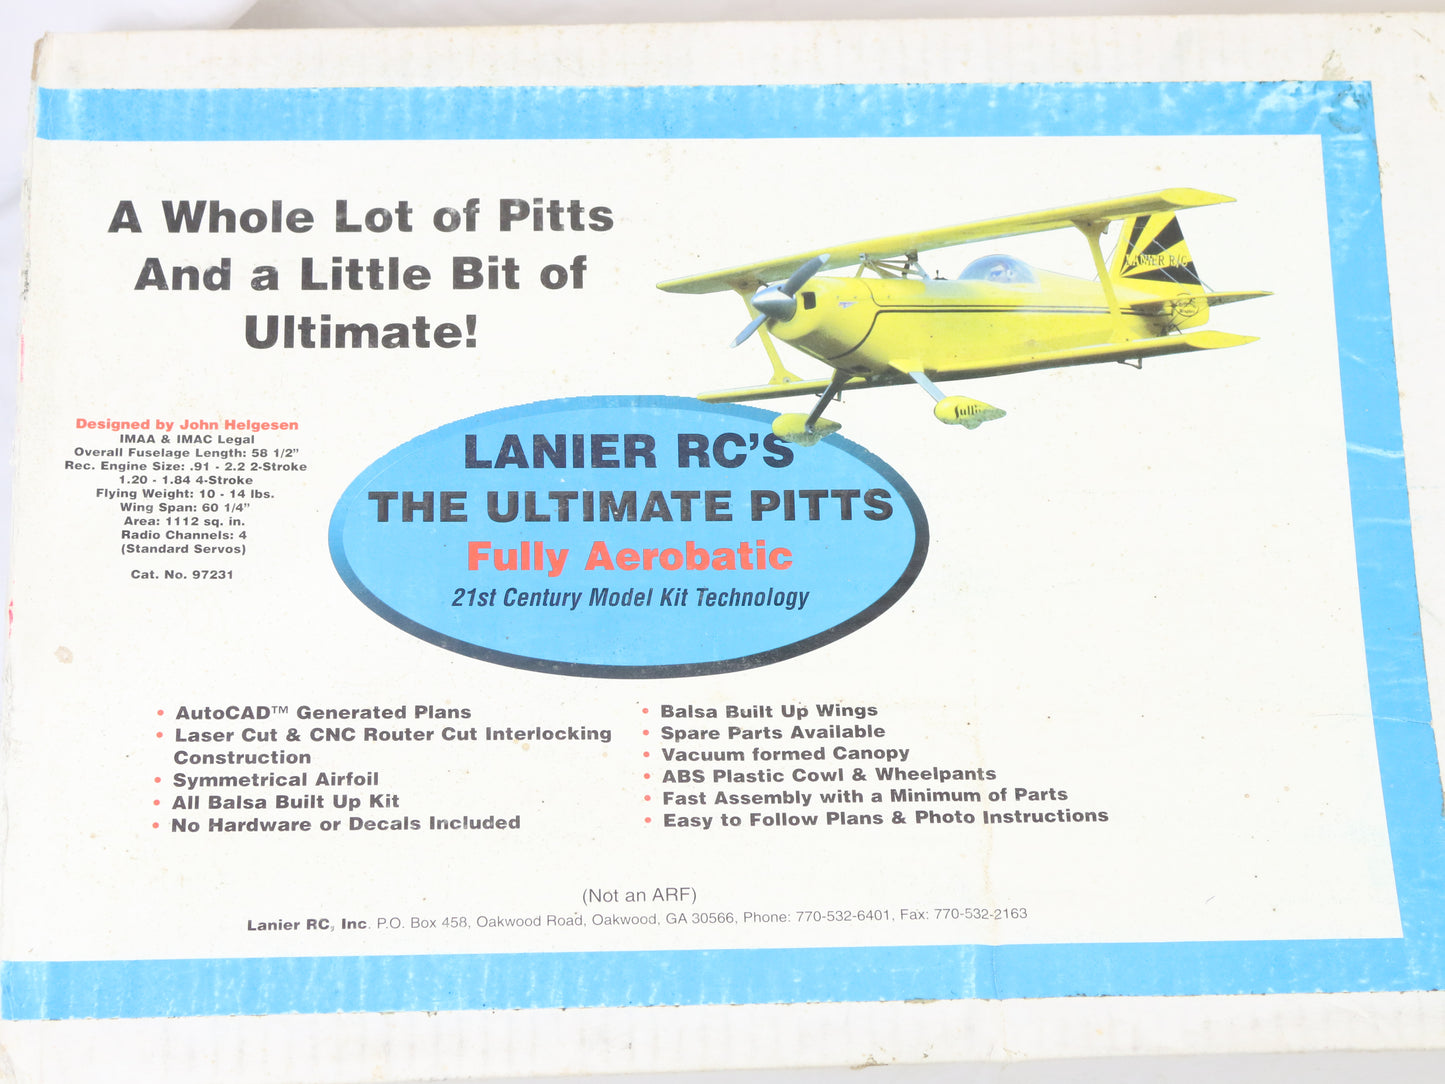 A Whole Lot of Pitts
And a Little Bit of
Ultimate!
LANIER R/C
Sullivan
Designed by John Helgesen
IMAA & IMAC Legal
Overall Fuselage Length: 58 1/2”
Rec. Engine Size: .91 - 2.2 2-Stroke
1.20 - 1.84 4-Stroke
Flying Weight: 10 - 14 lbs.
Wing Span: 60 1/4”
Area: 1112 sq. in.
Radio Channels: 4
(Standard Servos)
Cat. No. 97231
LANIER RC’S
THE ULTIMATE PITTS
Fully Aerobatic
21st Century Model Kit Technology
• AutoCAD™ Generated Plans
• Laser Cut & CNC Router Cut Interlocking
Construction
• Symmetrical Airfoil
• All Balsa Built Up Kit
• No Hardware or Decals Included
• Balsa Built Up Wings
• Spare Parts Available
• Vacuum formed Canopy
• ABS Plastic Cowl & Wheelpants
• Fast Assembly with a Minimum of Parts
• Easy to Follow Plans & Photo Instructions
(Not an ARF)
Lanier RC, Inc. P.O. Box 458, Oakwood Road, Oakwood, GA 30566, Phone: 770-532-6401, Fax: 770-532-2163